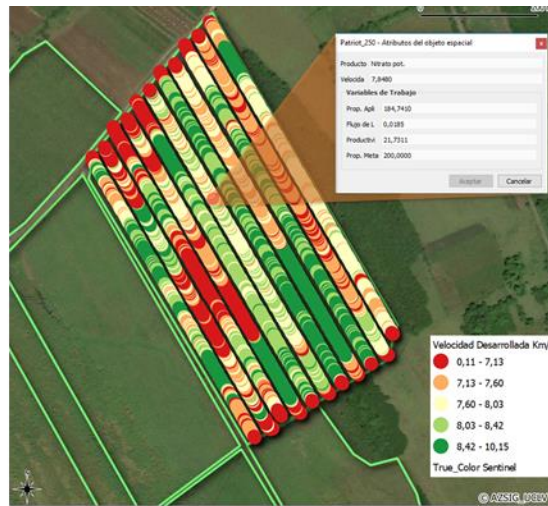 Patriot_250 - Atributos del objeto espacial
Producto Nitrato pot.
Velocida 7,8480
Variables de Trabajo
Prop. Apli 184,7410
Flujo de L 0,0185
Productivi 21,7311
Prop. Meta 200,0000
Aceptar Cancelar
Velocidad Desarrollada Km/
0,11 - 7,13
7,13 - 7,60
7,60 - 8,03
8,03 - 8,42
8,42 - 10,15
True_Color Sentinel
© AZSIG_UCLV